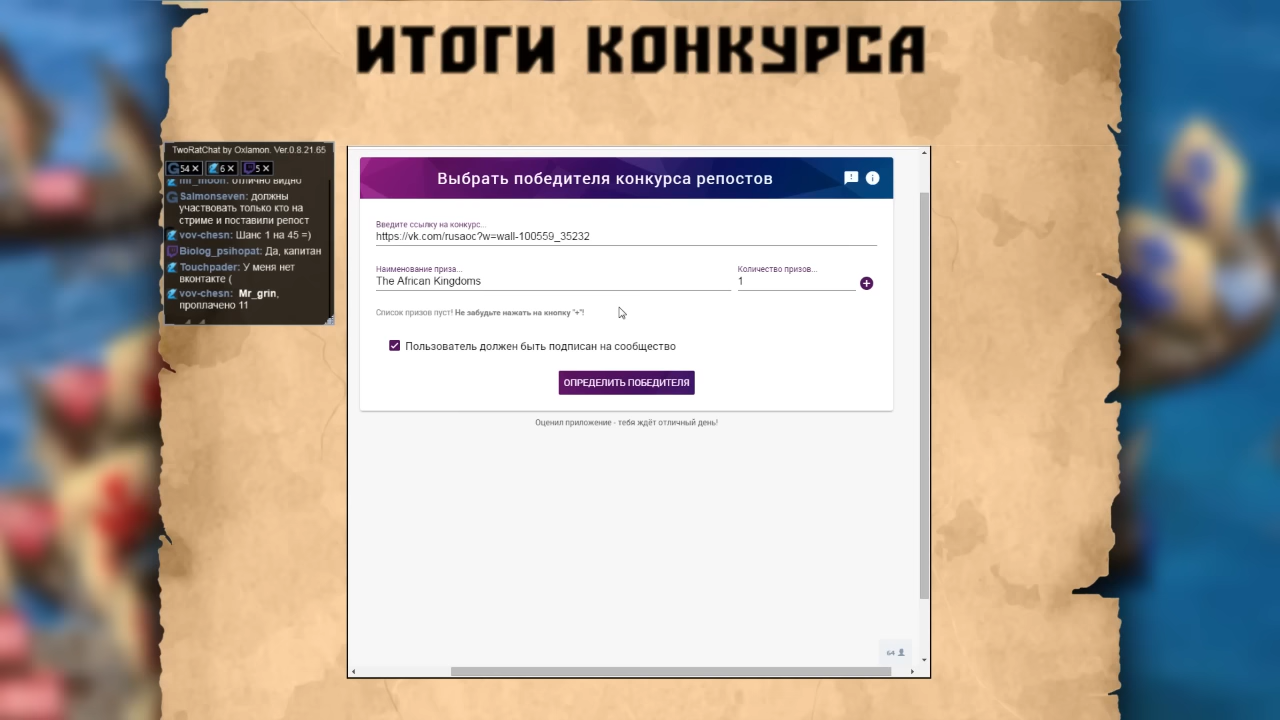 ИТОГИ КОНКУРСА
TwoRatChat by Oxlamon. Ver.0.8.21.65
54 × 6 × 5 ×
mr_moon: отлично видно
Salmonseven: должны
участвовать только кто на
стриме и поставили репост
vov-chesn: Шанс 1 на 45 =)
Biolog_psihopat: Да, капитан
Touchpader: У меня нет
вконтакте (
vov-chesn: Mr_grin,
проплачено 11
Выбрать победителя конкурса репостов
Введите ссылку на конкурс...
https://vk.com/rusaoc?w=wall-100559_35232
Наименование приза...
The African Kingdoms
Количество призов...
1
Список призов пуст! Не забудьте нажать на кнопку "+"!
Пользователь должен быть подписан на сообщество
ОПРЕДЕЛИТЬ ПОБЕДИТЕЛЯ
Оценил приложение - тебя ждёт отличный день!
64